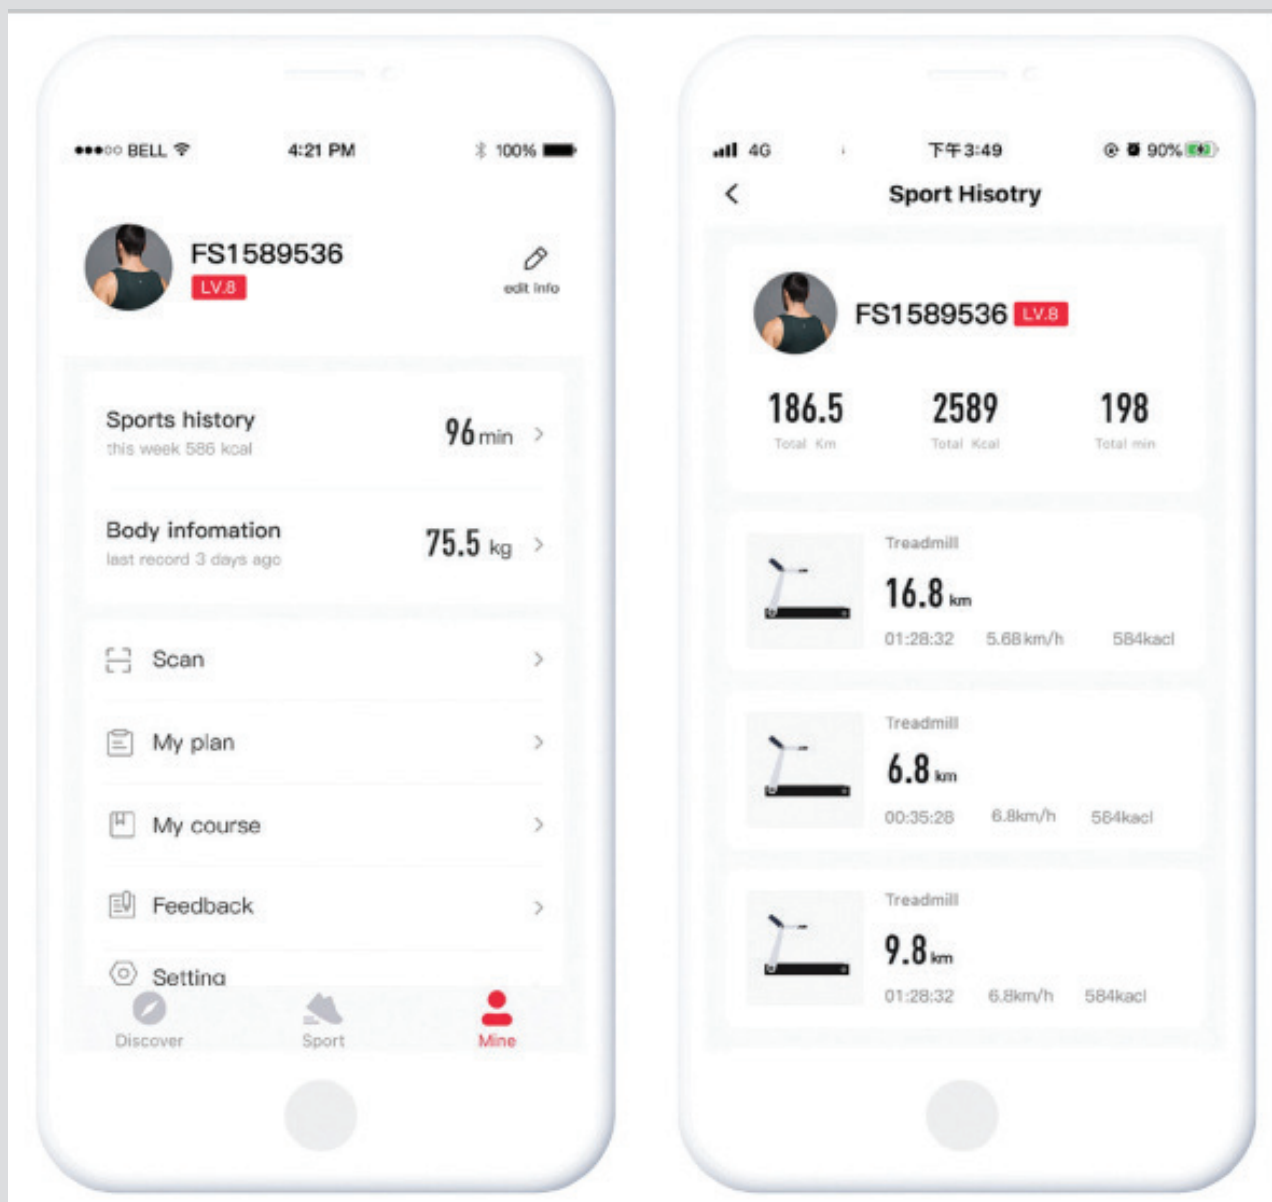 BELL 4:21 PM 100%
FS1589536
LV.8
edit info
Sports history
this week 586 kcal
96 min
Body infomation
last record 3 days ago
75.5 kg
Scan
My plan
My course
Feedback
Setting
Discover Sport Mine
4G 下午3:49 90%
Sport Hisotry
FS1589536 LV.8
186.5 2589 198
Total Km Total Kcal Total min
Treadmill
16.8 km
01:28:32 5.68km/h 584kacl
Treadmill
6.8 km
00:35:28 6.8km/h 584kacl
Treadmill
9.8 km
01:28:32 6.8km/h 584kacl